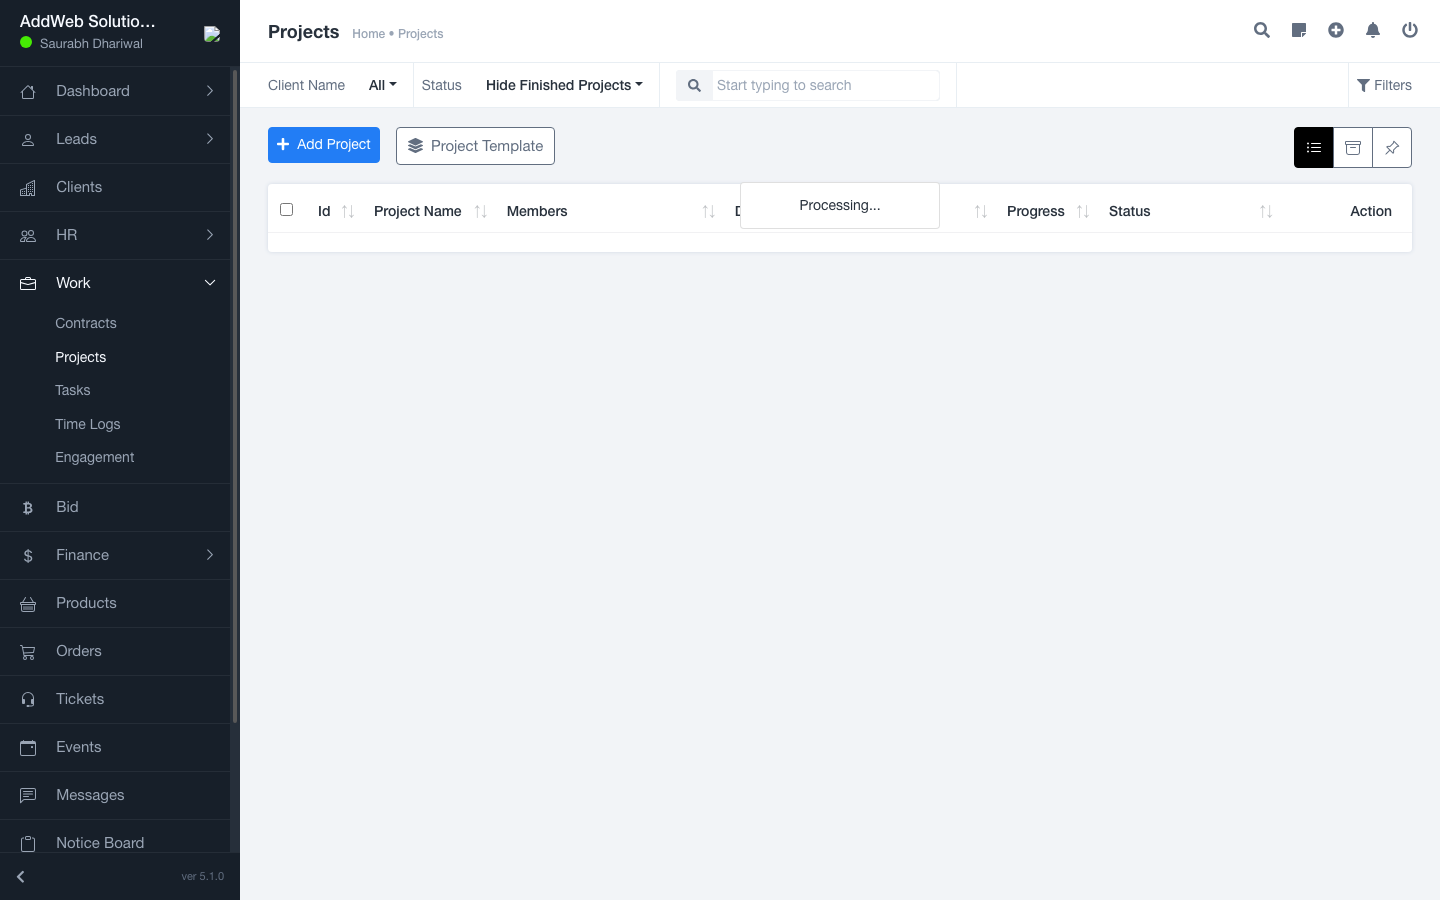 AddWeb Solutio...
Saurabh Dhariwal
Dashboard
Leads
Clients
HR
Work
Contracts
Projects
Tasks
Time Logs
Engagement
Bid
Finance
Products
Orders
Tickets
Events
Messages
Notice Board
ver 5.1.0
Projects Home • Projects
Client Name All Status Hide Finished Projects Start typing to search Filters
Add Project Project Template
Processing...
Id Project Name Members Progress Status Action